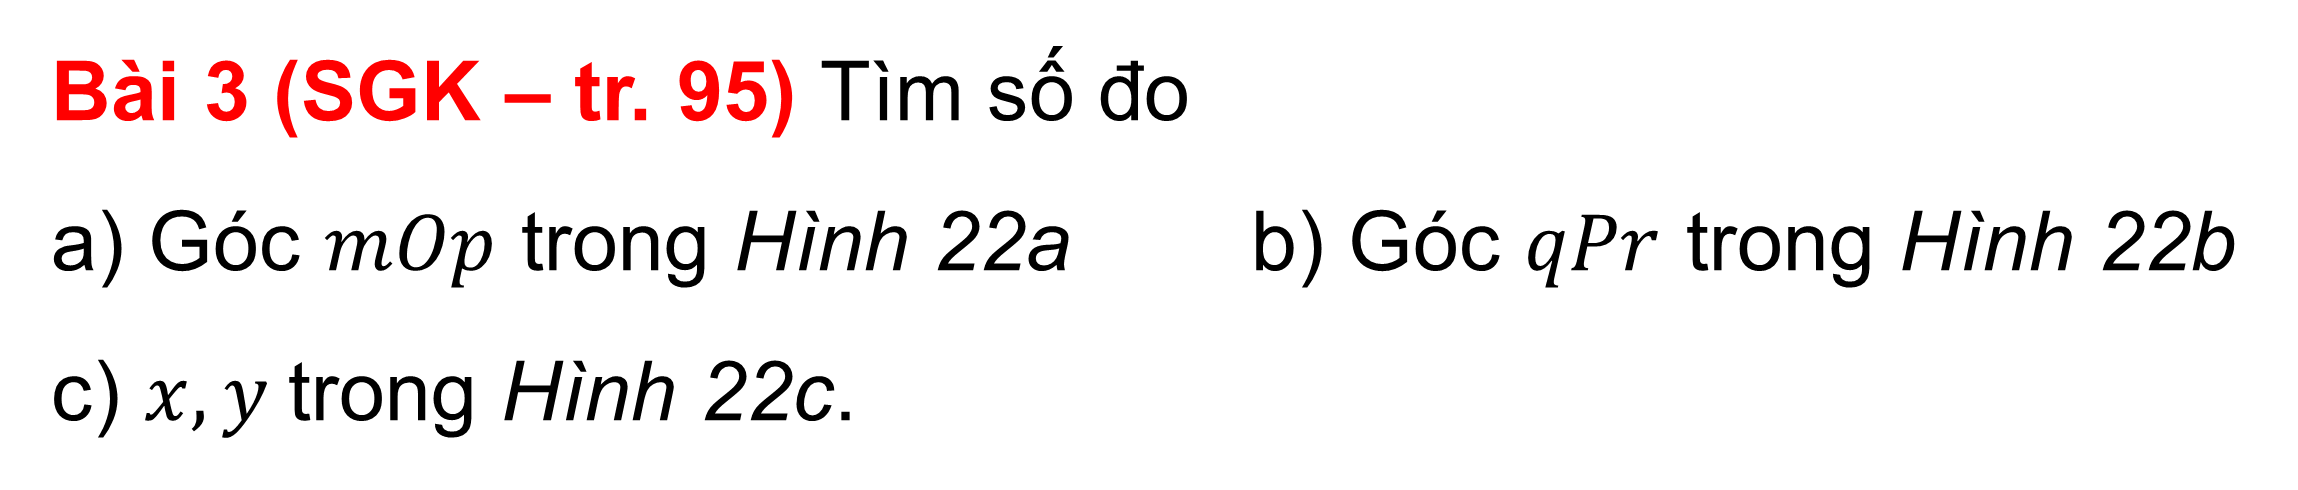 Bài 3 (SGK – tr. 95) Tìm số đo
a) Góc mOp trong Hình 22a b) Góc qPr trong Hình 22b
c) x, y trong Hình 22c.